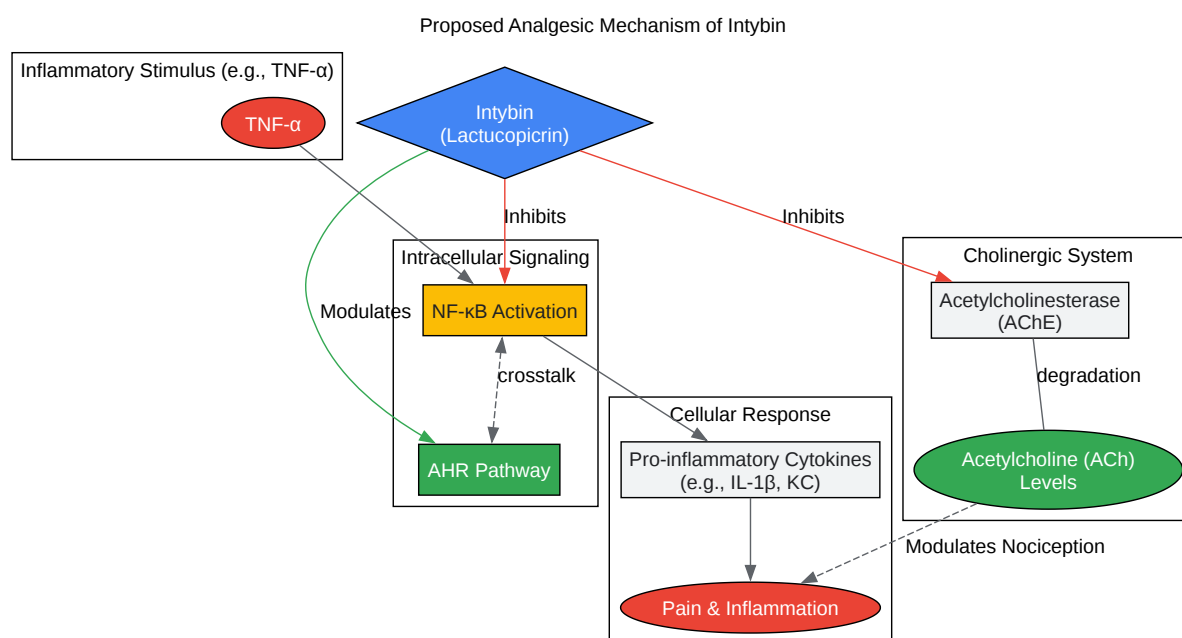 Proposed Analgesic Mechanism of Intybin
Inflammatory Stimulus (e.g., TNF-α)
TNF-α
Intybin
(Lactucopicrin)
Inhibits
Inhibits
Intracellular Signaling
Cholinergic System
NF-κB Activation
Acetylcholinesterase
(AChE)
Modulates
crosstalk
degradation
Cellular Response
AHR Pathway
Pro-inflammatory Cytokines
(e.g., IL-1β, KC)
Acetylcholine (ACh)
Levels
Modulates Nociception
Pain & Inflammation